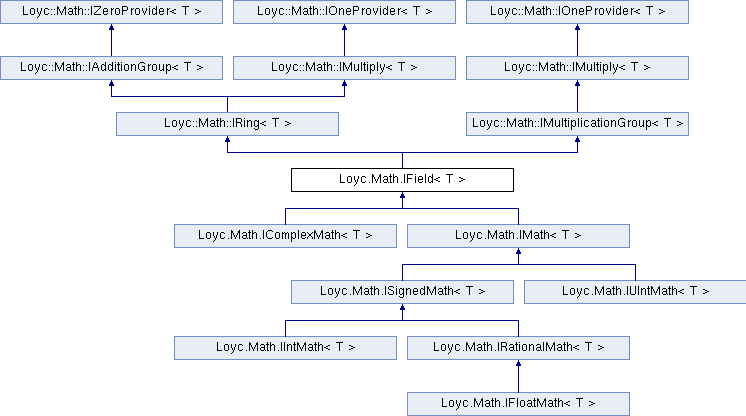 Loyc::Math::IZeroProvider< T >
Loyc::Math::IOneProvider< T >
Loyc::Math::IOneProvider< T >
Loyc::Math::IAdditionGroup< T >
Loyc::Math::IMultiply< T >
Loyc::Math::IMultiply< T >
Loyc::Math::IRing< T >
Loyc::Math::IMultiplicationGroup< T >
Loyc.Math.IField< T >
Loyc.Math.IComplexMath< T >
Loyc.Math.IMath< T >
Loyc.Math.ISignedMath< T >
Loyc.Math.IUIntMath< T >
Loyc.Math.IIntMath< T >
Loyc.Math.IRationalMath< T >
Loyc.Math.IFloatMath< T >